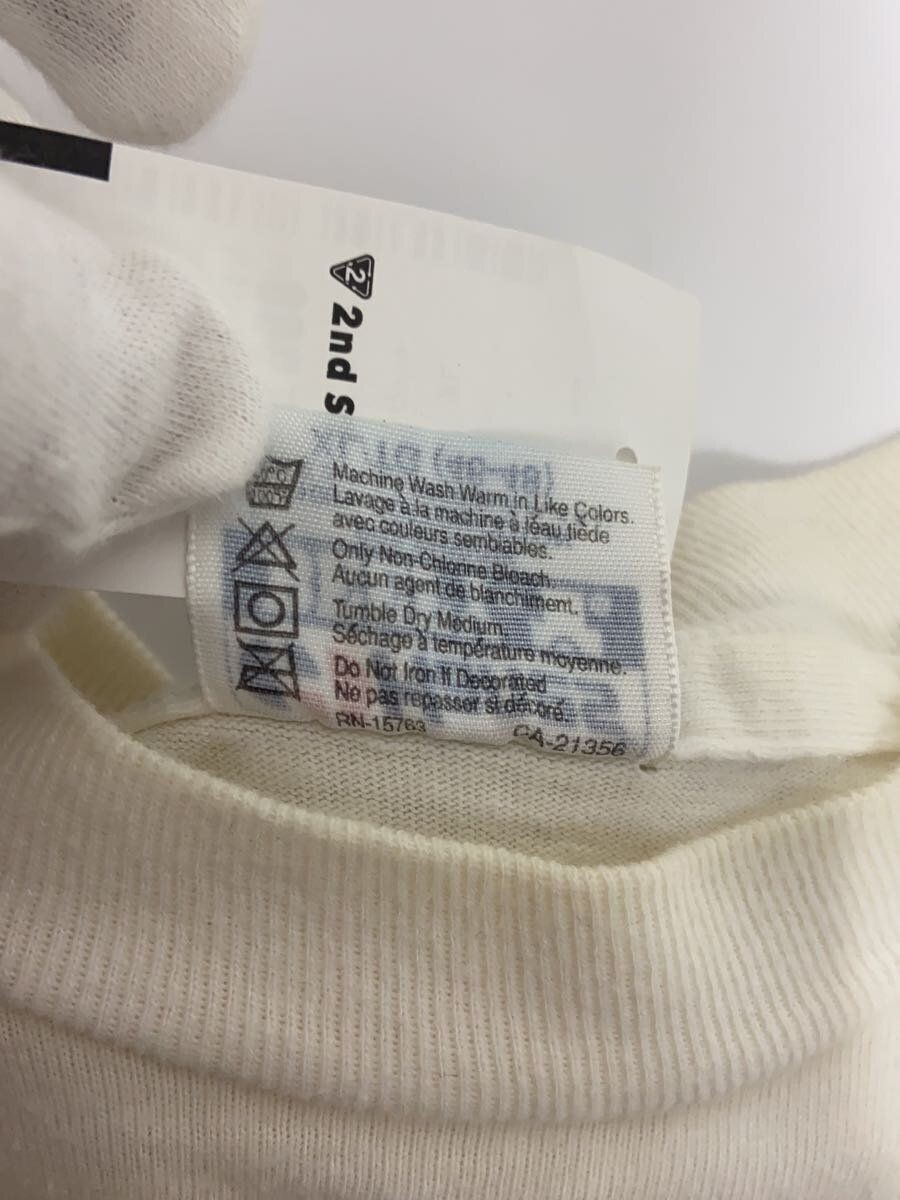 2nd S
Machine Wash Warm in Like Colors.
Lavage à la machine à léau tiède
avec couleurs semblables.
Only Non-Chlorine Bleach
Aucun agent de blanchiment.
Tumble Dry Medium.
Séchage à température moyenne.
Do Not Iron If Decorated
Ne pas repasser si décoré.
RN-15763 CA-21356